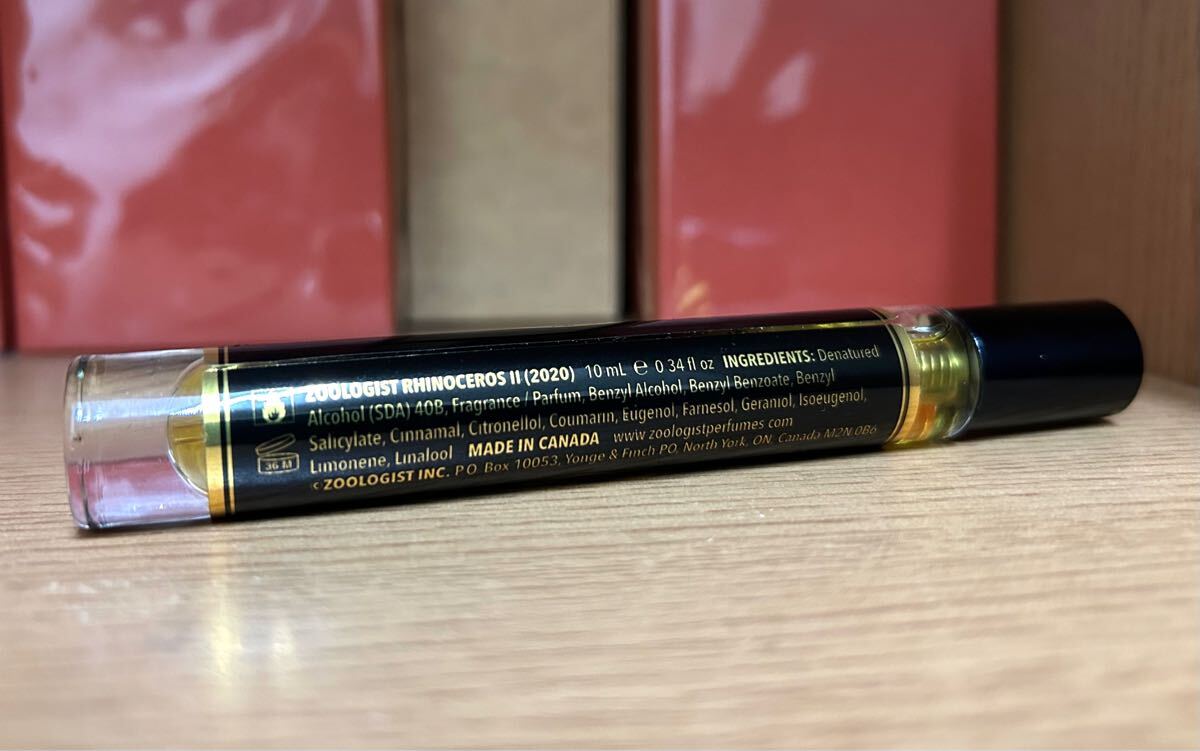 ZOOLOGIST RHINOCEROS II (2020) 10 mL ℮ 0.34 fl oz INGREDIENTS: Denatured
Alcohol (SDA) 40B, Fragrance / Parfum, Benzyl Alcohol, Benzyl Benzoate, Benzyl
Salicylate, Cinnamal, Citronellol, Coumarin, Eugenol, Farnesol, Geraniol, Isoeugenol,
Limonene, Linalool MADE IN CANADA www.zoologistperfumes.com
© ZOOLOGIST INC. P.O. Box 10053, Yonge & Finch PO, North York, ON, Canada M2N 0B6
36 M